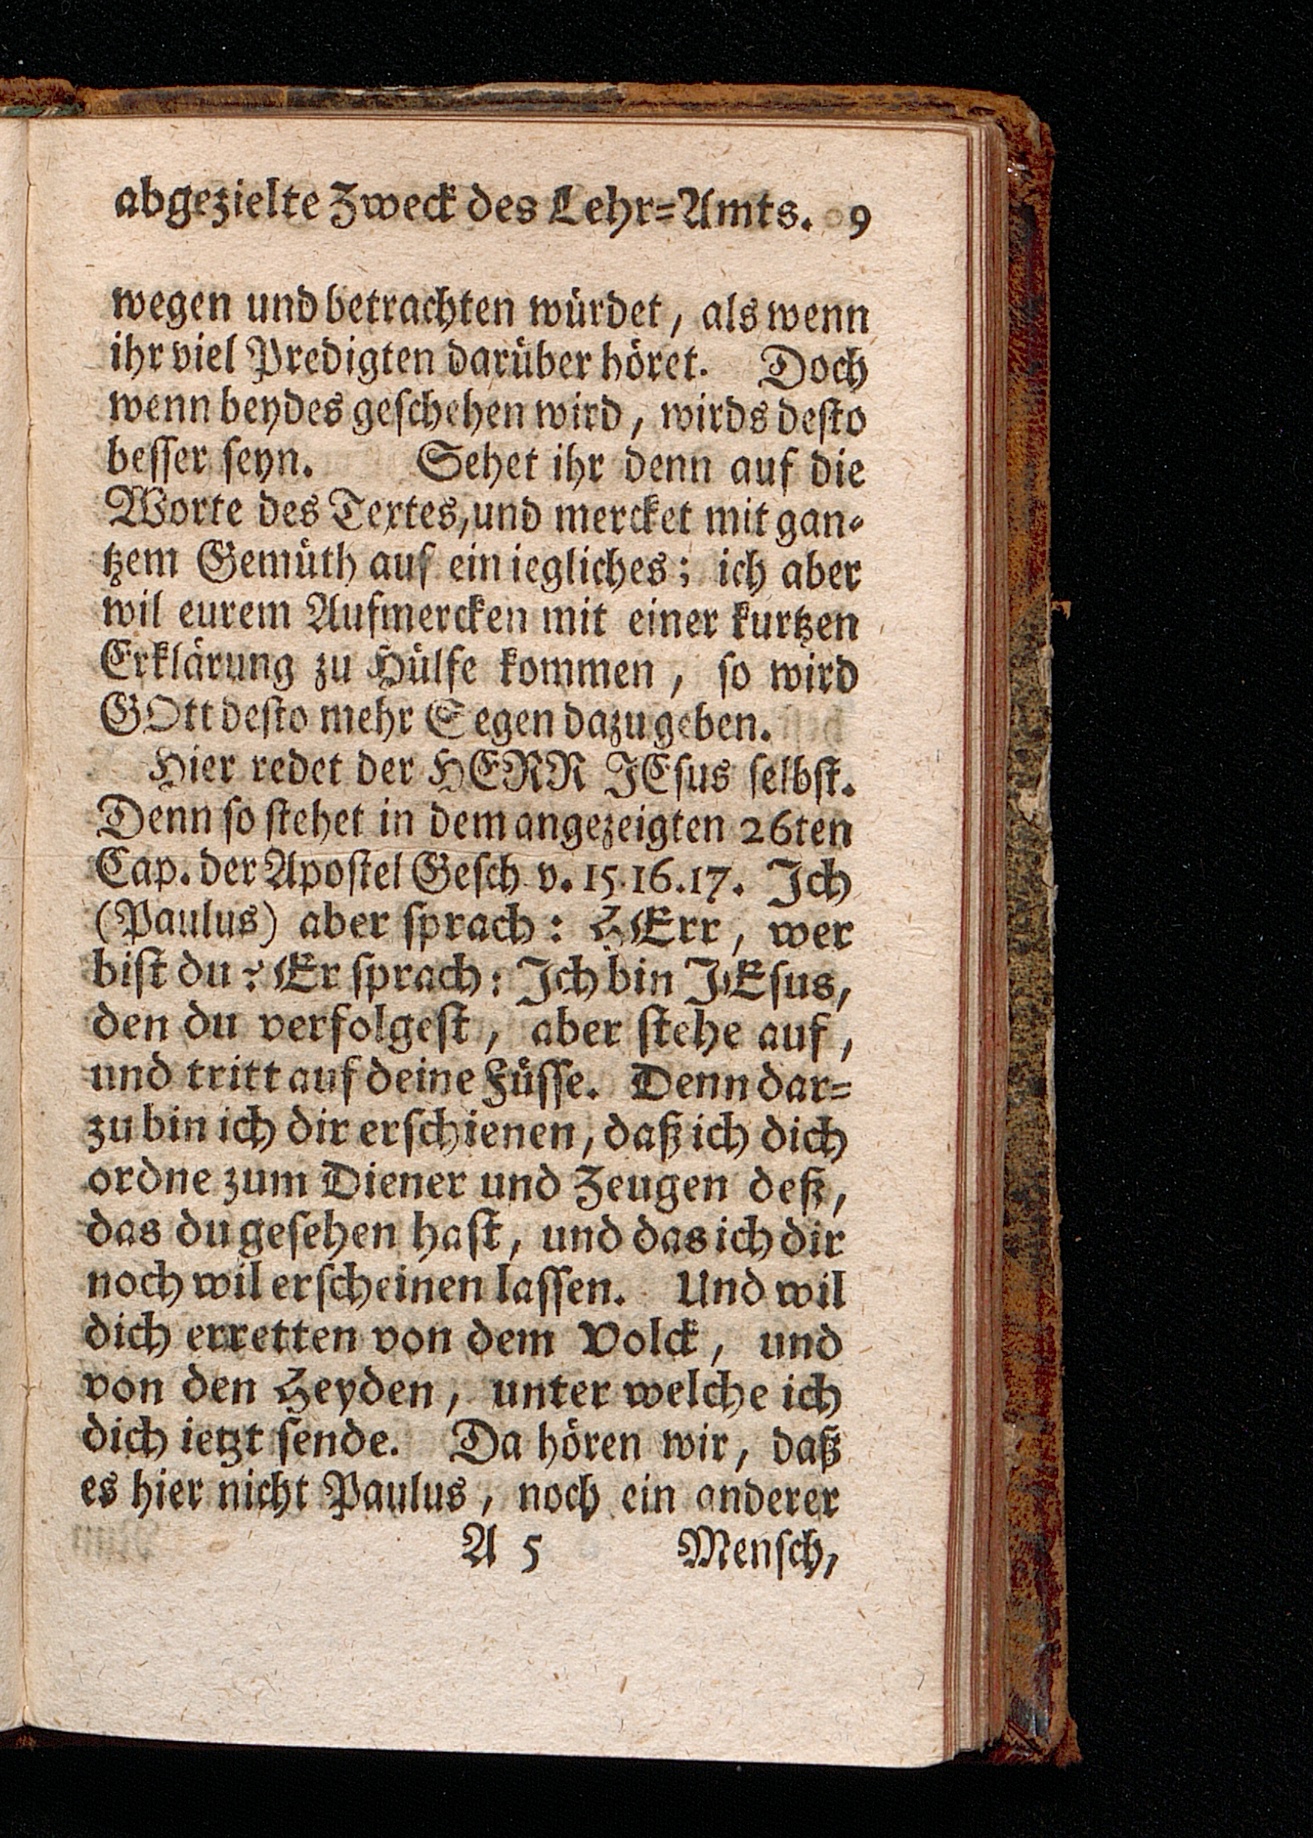 abgezielte Zweck des Lehr-Amts. 9
wegen und betrachten würdet, als wenn
ihr viel Predigten darüber höret. Doch
wenn beydes geſchehen wird, wirds deſto
beſſer ſeyn. Sehet ihr denn auf die
Worte des Textes, und mercket mit gan-
tzem Gemüth auf ein iegliches; ich aber
wil eurem Aufmercken mit einer kurtzen
Erklärung zu Hülfe kommen, ſo wird
GOtt deſto mehr Segen dazu geben.
Hier redet der HERR JEſus ſelbſt.
Denn ſo ſtehet in dem angezeigten 26ten
Cap. der Apoſtel Geſch v. 15.16.17. Ich
(Paulus) aber ſprach: HErr, wer
biſt du? Er ſprach: Ich bin JEſus,
den du verfolgeſt, aber ſtehe auf,
und tritt auf deine Füſſe. Denn dar-
zu bin ich dir erſchienen, daß ich dich
ordne zum Diener und Zeugen deß,
das du geſehen haſt, und das ich dir
noch wil erſcheinen laſſen. Und wil
dich erretten von dem Volck, und
von den Heyden, unter welche ich
dich ietzt ſende. Da hören wir, daß
es hier nicht Paulus, noch ein anderer
A 5 Menſch,